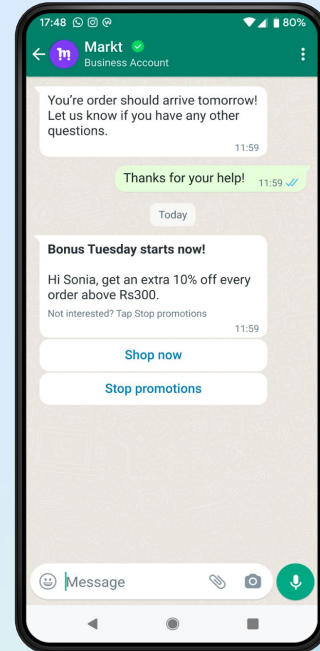 17:48 80%
Markt
Business Account
You're order should arrive tomorrow!
Let us know if you have any other
questions.
11:59
Thanks for your help! 11:59
Today
Bonus Tuesday starts now!
Hi Sonia, get an extra 10% off every
order above Rs300.
Not interested? Tap Stop promotions
11:59
Shop now
Stop promotions
Message